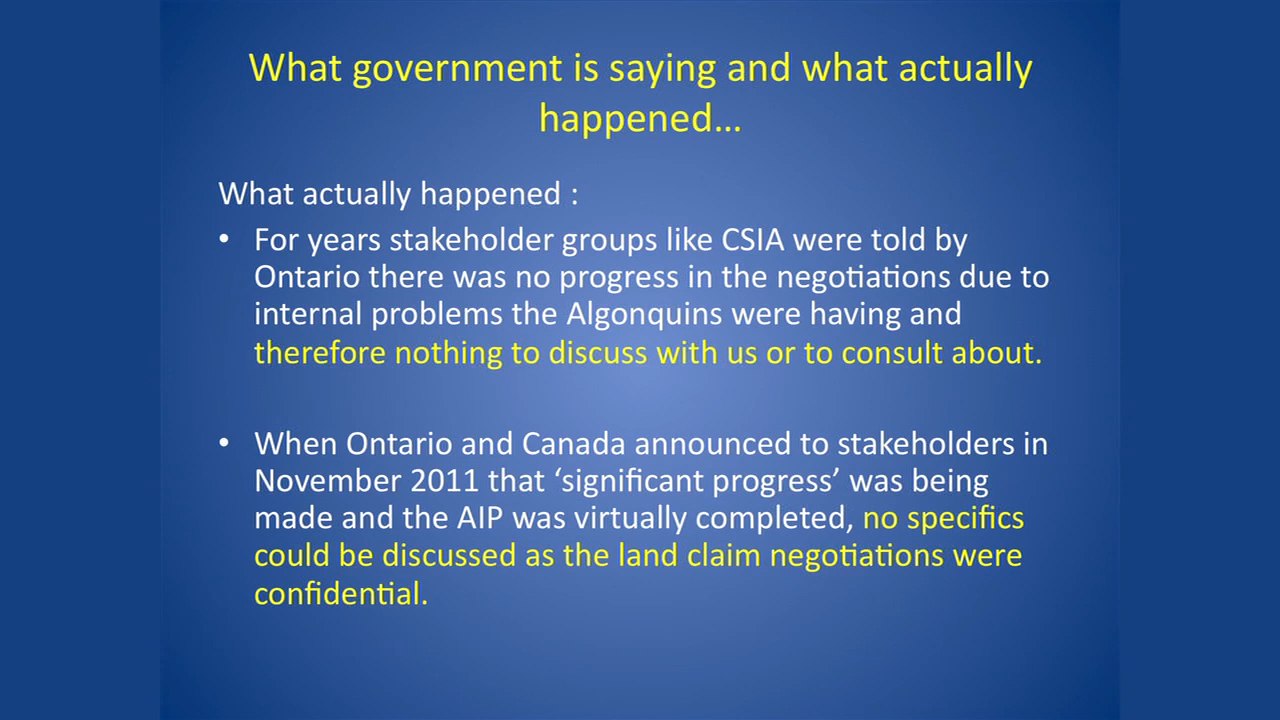 What government is saying and what actually
happened...
What actually happened :
• For years stakeholder groups like CSIA were told by
Ontario there was no progress in the negotiations due to
internal problems the Algonquins were having and
therefore nothing to discuss with us or to consult about.
• When Ontario and Canada announced to stakeholders in
November 2011 that ‘significant progress’ was being
made and the AIP was virtually completed, no specifics
could be discussed as the land claim negotiations were
confidential.